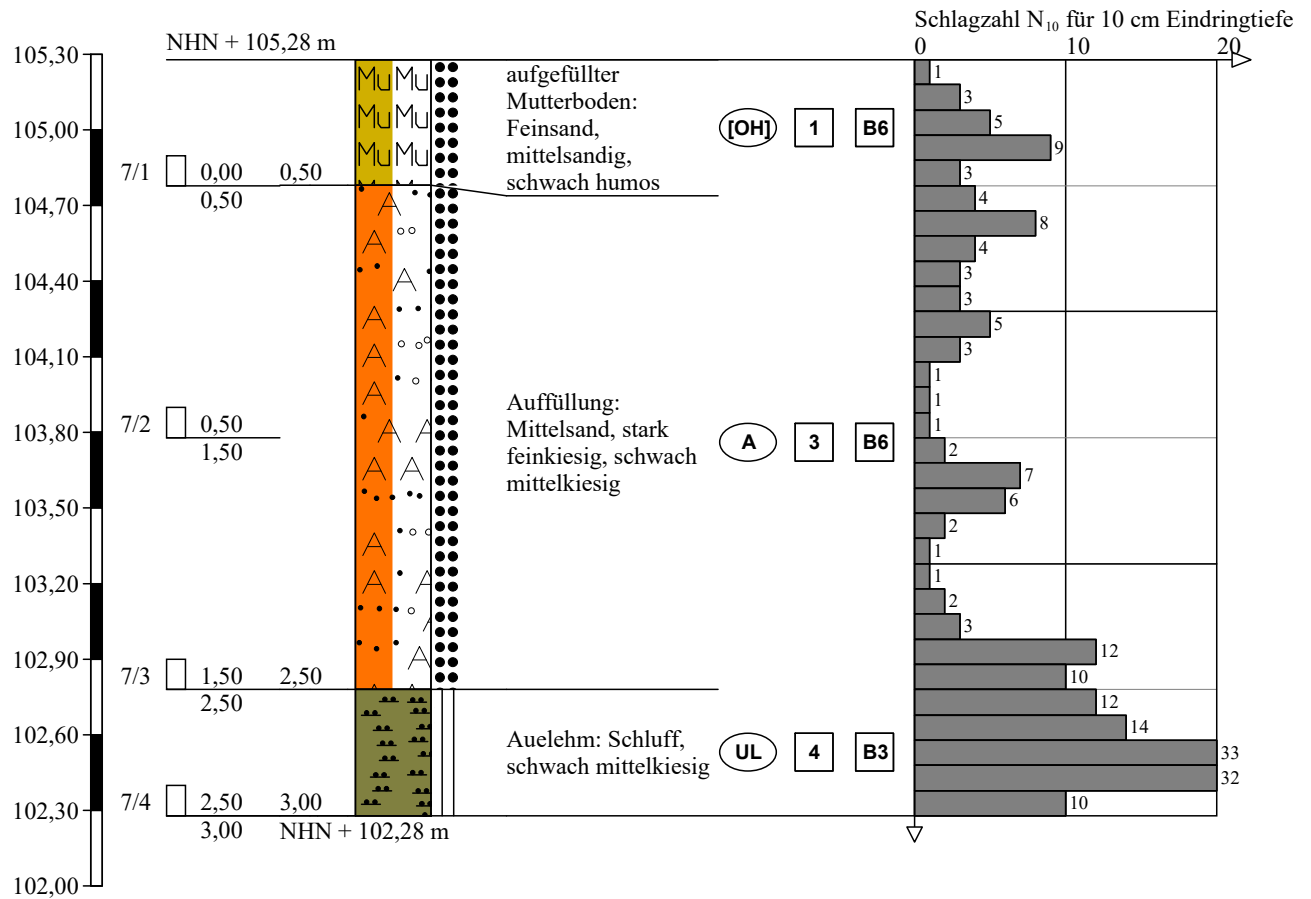 Schlagzahl N₁₀ für 10 cm Eindringtiefe
0 10 20
NHN + 105,28 m
105,30
105,00
104,70
104,40
104,10
103,80
103,50
103,20
102,90
102,60
102,30
102,00
7/1 0,00 0,50
0,50
7/2 0,50
1,50
7/3 1,50 2,50
2,50
7/4 2,50 3,00
3,00 NHN + 102,28 m
Mu Mu
Mu Mu
Mu Mu
A
A
A
A
A
A
A A
A A
A
A A
A
A
aufgefüllter
Mutterboden:
Feinsand,
mittelsandig,
schwach humos
[OH] 1 B6
Auffüllung:
Mittelsand, stark
feinkiesig, schwach
mittelkiesig
A 3 B6
Auelehm: Schluff,
schwach mittelkiesig
UL 4 B3
1
3
5
9
3
4
8
4
3
3
5
3
1
1
1
2
7
6
2
1
1
2
3
12
10
12
14
33
32
10